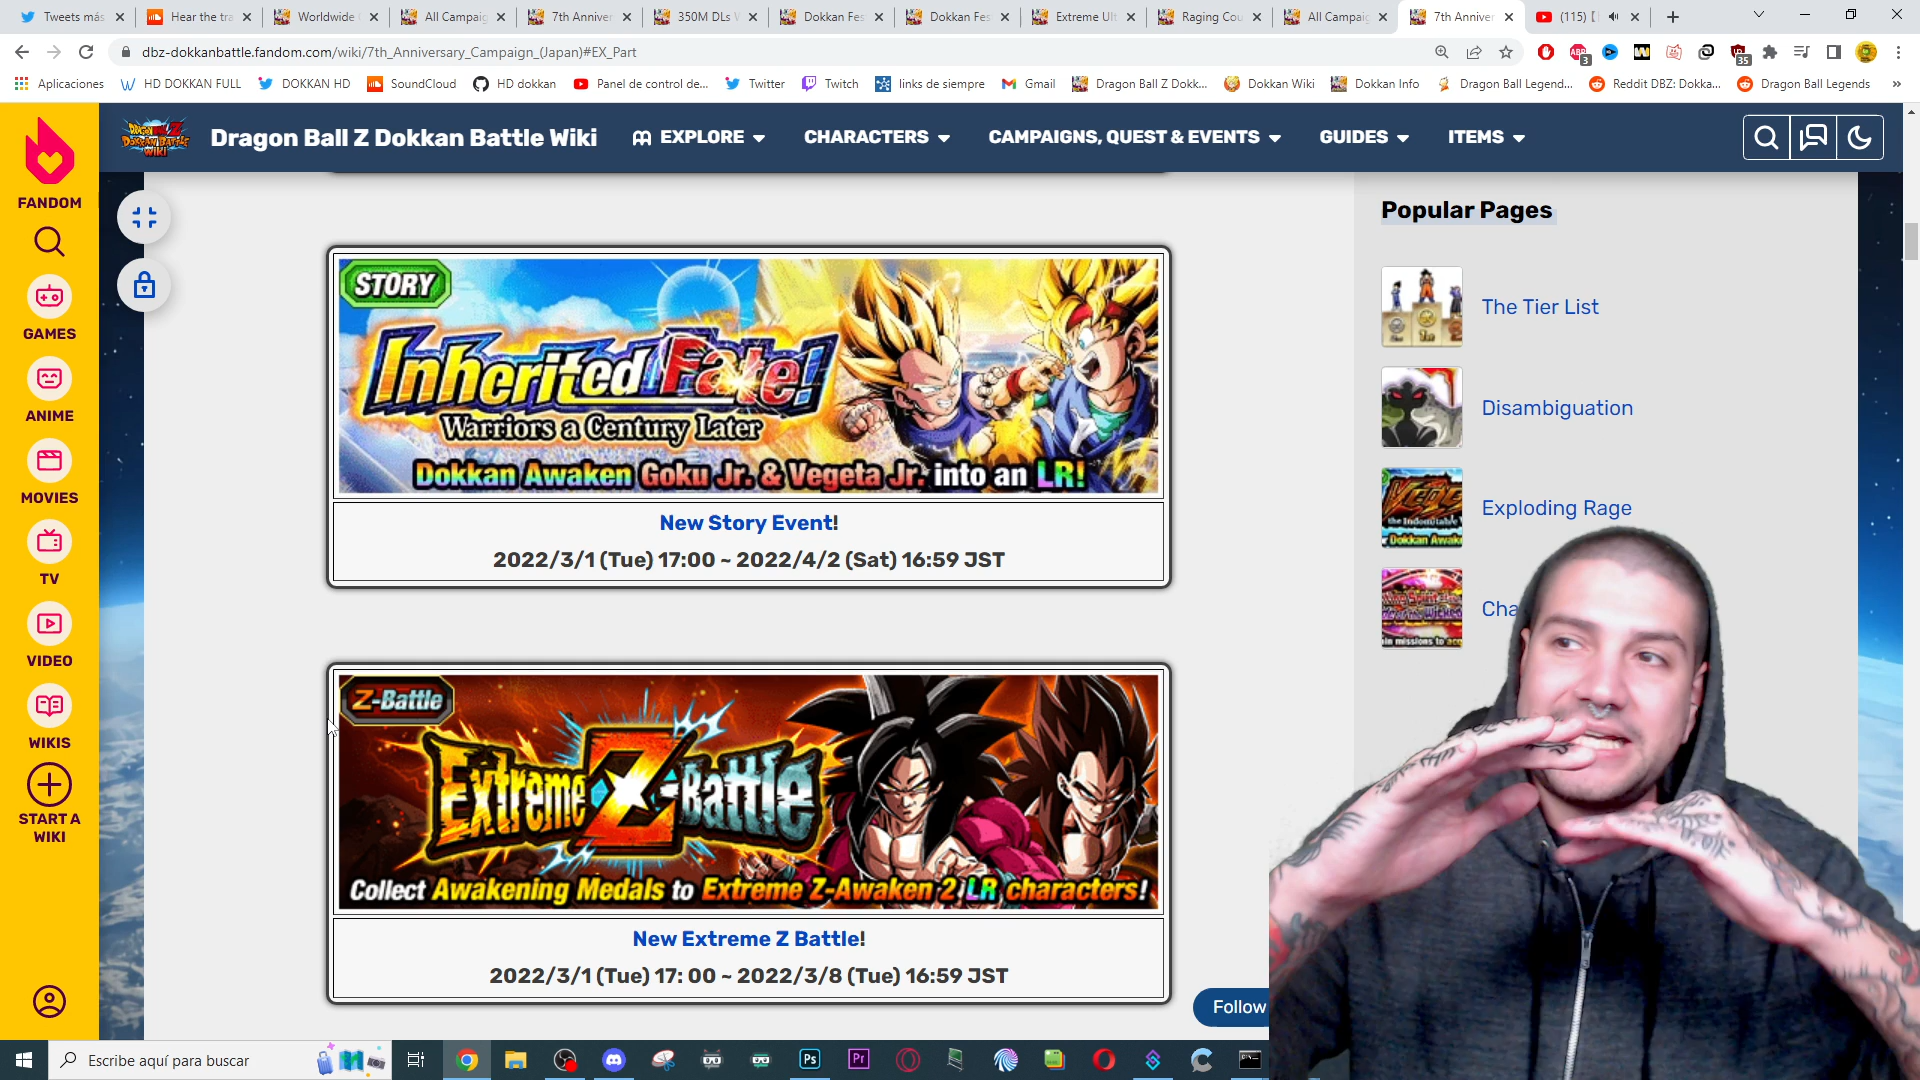 Tweets más
Hear the tra
Worldwide
All Campaig
7th Anniver
350M DLs W
Dokkan Fes
Dokkan Fes
Extreme Ult
Raging Cou
All Campaig
7th Anniver
(115)
dbz-dokkanbattle.fandom.com/wiki/7th_Anniversary_Campaign_(Japan)#EX_Part
3
35
Aplicaciones
HD DOKKAN FULL
DOKKAN HD
SoundCloud
HD dokkan
Panel de control de...
Twitter
Twitch
links de siempre
Gmail
Dragon Ball Z Dokk...
Dokkan Wiki
Dokkan Info
Dragon Ball Legend...
Reddit DBZ: Dokka...
Dragon Ball Legends
»
Dragon Ball Z Dokkan Battle Wiki
EXPLORE
CHARACTERS
CAMPAIGNS, QUEST & EVENTS
GUIDES
ITEMS
FANDOM
GAMES
ANIME
MOVIES
TV
VIDEO
WIKIS
START A
WIKI
STORY
Inherited Fate!
Warriors a Century Later
Dokkan Awaken Goku Jr. & Vegeta Jr. into an LR!
New Story Event!
2022/3/1 (Tue) 17:00 ~ 2022/4/2 (Sat) 16:59 JST
Z-Battle
Extreme Z-Battle
Collect Awakening Medals to Extreme Z-Awaken 2 LR characters!
New Extreme Z Battle!
2022/3/1 (Tue) 17: 00 ~ 2022/3/8 (Tue) 16:59 JST
Popular Pages
The Tier List
Disambiguation
Exploding Rage
Cha
Follow
Escribe aquí para buscar
Ps
Pr